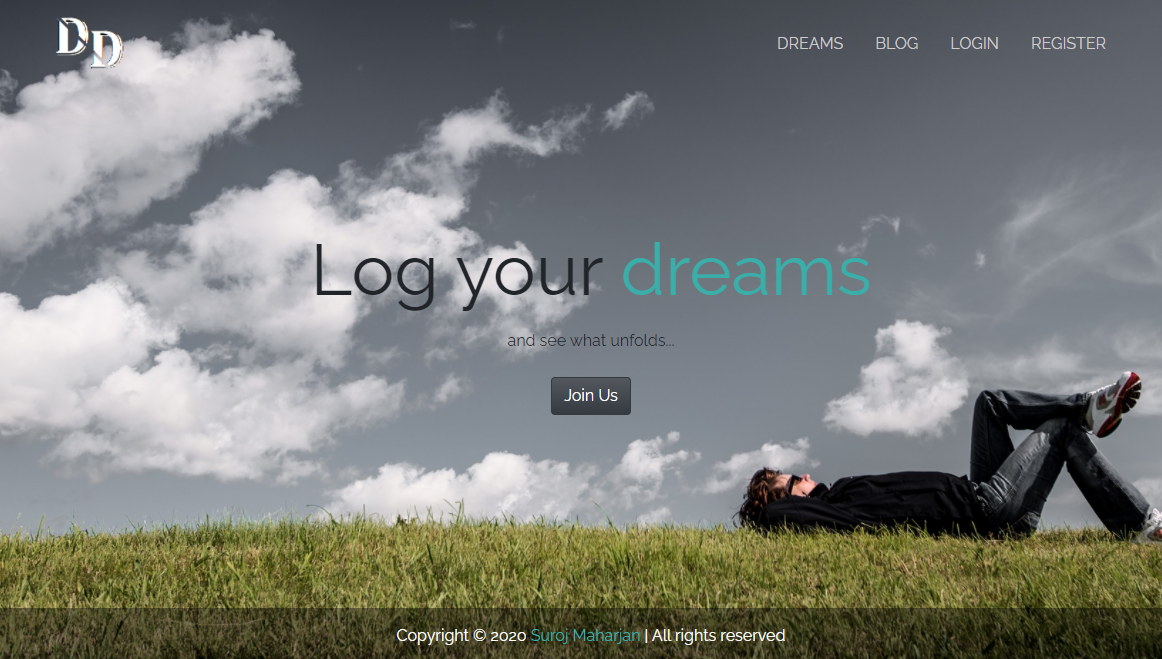 DD
DREAMS BLOG LOGIN REGISTER
Log your dreams
and see what unfolds...
Join Us
Copyright © 2020 Suroj Maharjan | All rights reserved